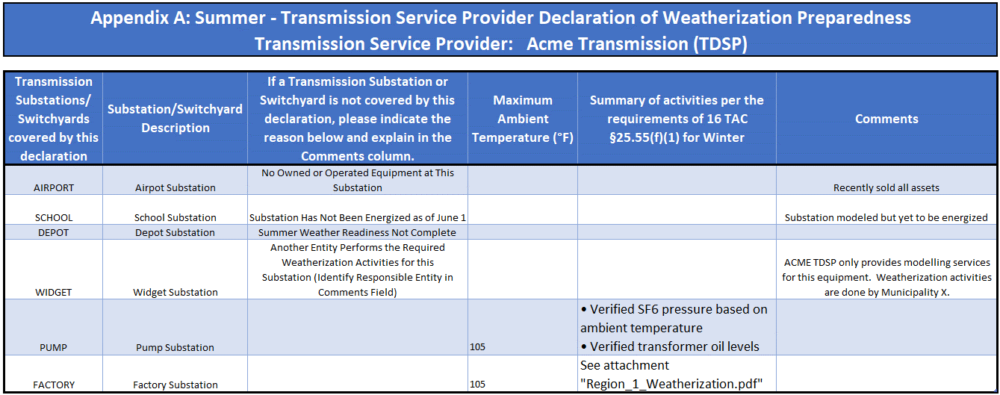 Appendix A: Summer - Transmission Service Provider Declaration of Weatherization Preparedness
Transmission Service Provider:   Acme Transmission (TDSP)
Transmission
Substations/
Switchyards
covered by this
declaration
Substation/Switchyard
Description
If a Transmission Substation or
Switchyard is not covered by this
declaration, please indicate the
reason below and explain in the
Comments column.
Maximum
Ambient
Temperature (°F)
Summary of activities per the
requirements of 16 TAC
§25.55(f)(1) for Winter
Comments
AIRPORT
Airpot Substation
No Owned or Operated Equipment at This
Substation
Recently sold all assets
SCHOOL
School Substation
Substation Has Not Been Energized as of June 1
Substation modeled but yet to be energized
DEPOT
Depot Substation
Summer Weather Readiness Not Complete
WIDGET
Widget Substation
Another Entity Performs the Required
Weatherization Activities for this
Substation (Identify Responsible Entity in
Comments Field)
ACME TDSP only provides modelling services
for this equipment.  Weatherization activities
are done by Municipality X.
PUMP
Pump Substation
105
• Verified SF6 pressure based on
ambient temperature
• Verified transformer oil levels
FACTORY
Factory Substation
105
See attachment
"Region_1_Weatherization.pdf"